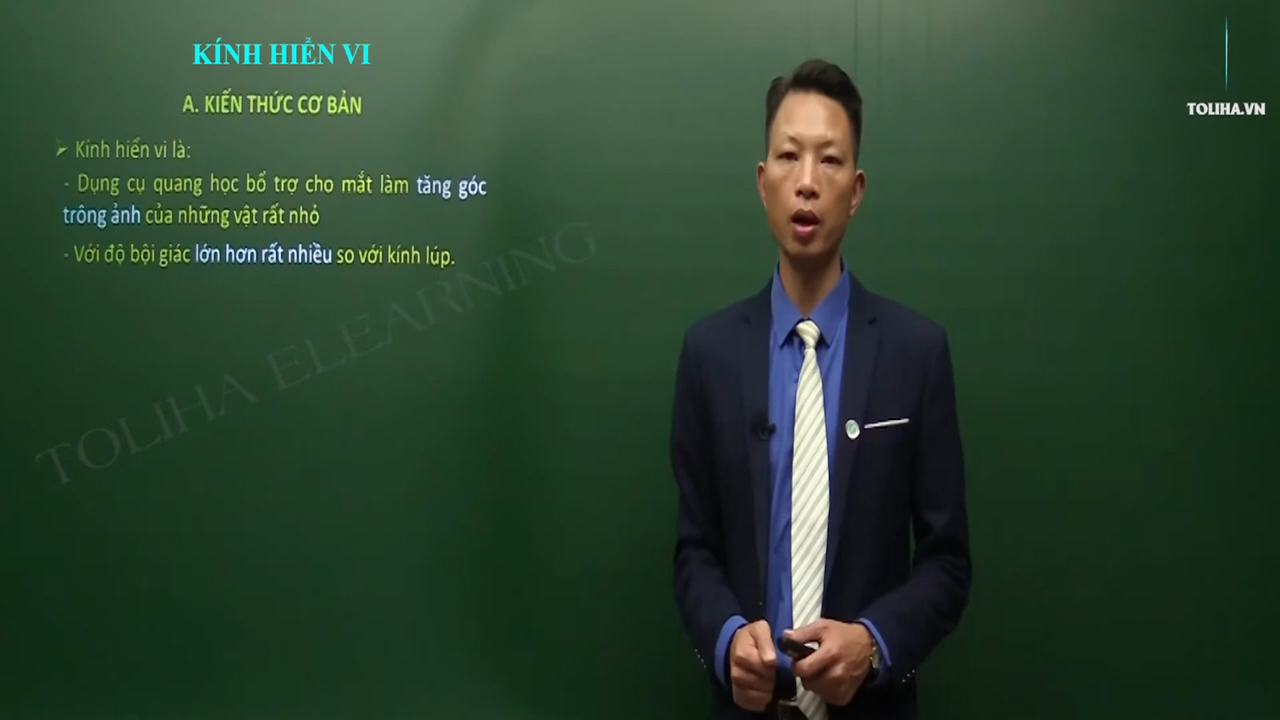 KÍNH HIỂN VI
A. KIẾN THỨC CƠ BẢN
➤ Kính hiển vi là:
- Dụng cụ quang học bổ trợ cho mắt làm tăng góc
trông ảnh của những vật rất nhỏ
- Với độ bội giác lớn hơn rất nhiều so với kính lúp.
TOLIHA ELEARNING
TOLIHA.VN